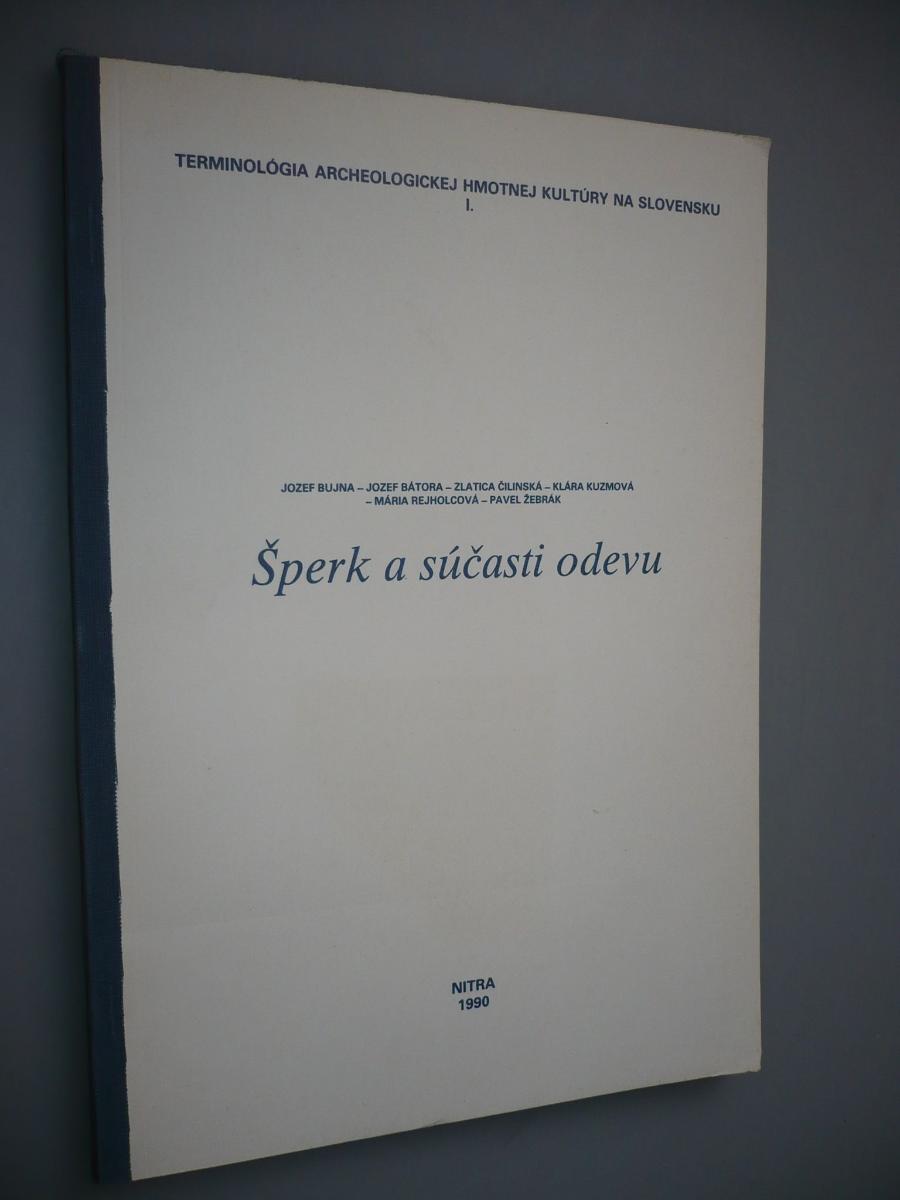 TERMINOLÓGIA ARCHEOLOGICKEJ HMOTNEJ KULTÚRY NA SLOVENSKU
I.
JOZEF BUJNA – JOZEF BÁTORA – ZLATICA ČILINSKÁ – KLÁRA KUZMOVÁ
– MÁRIA REJHOLCOVÁ – PAVEL ŽEBRÁK
Šperk a súčasti odevu
NITRA
1990